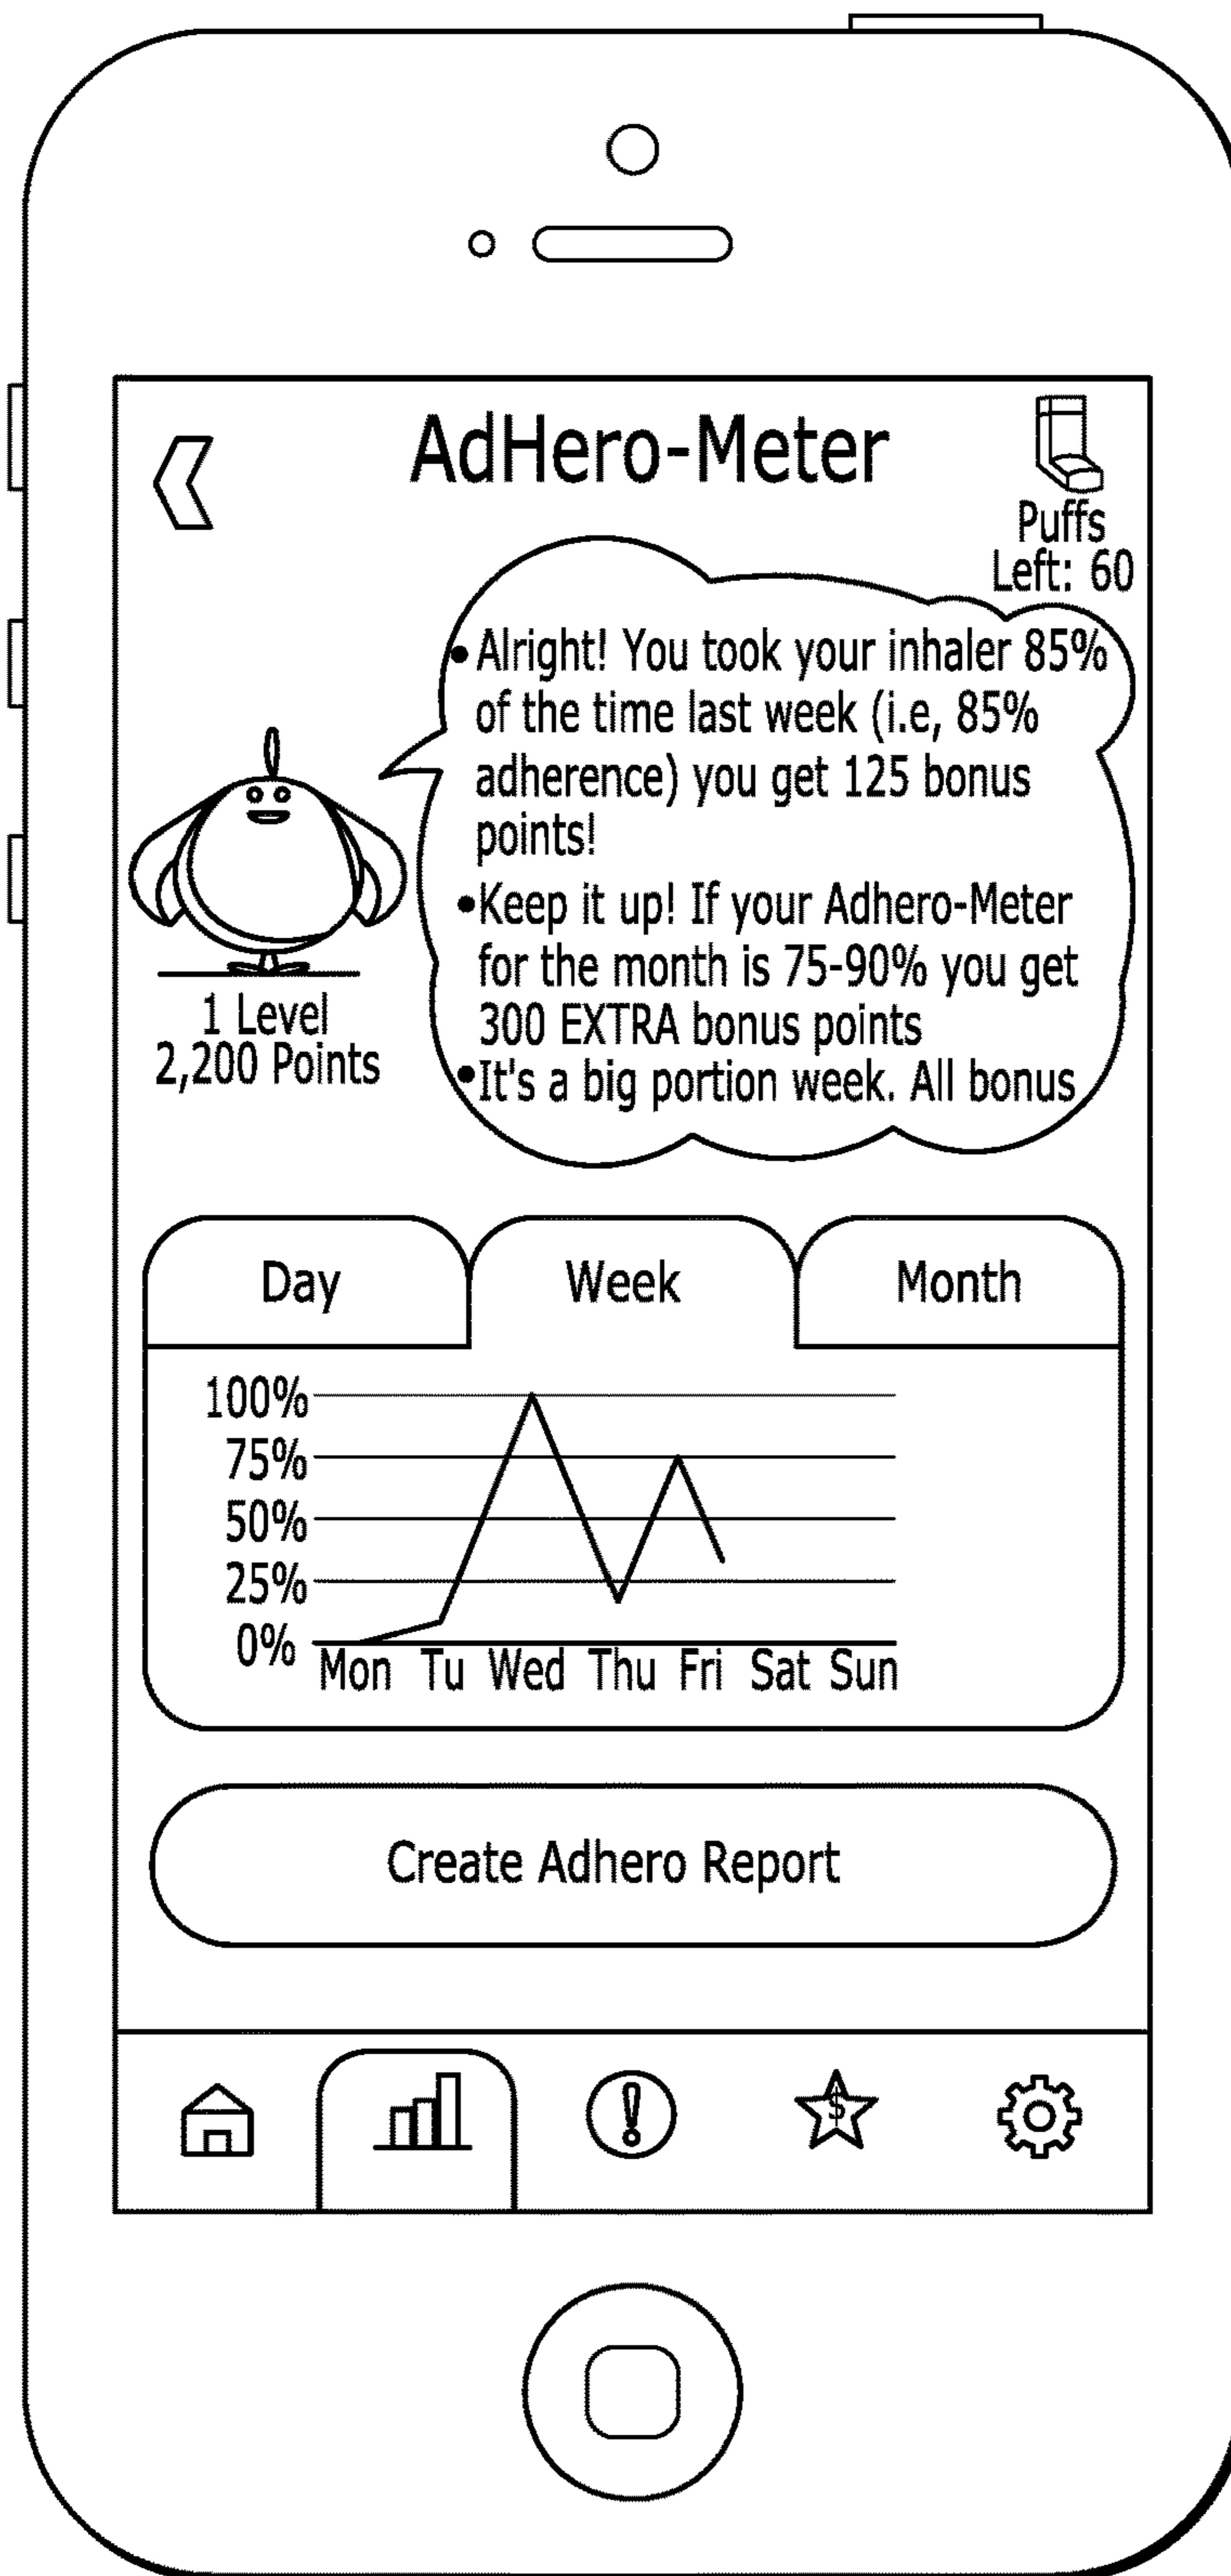 AdHero-Meter
Puffs
Left: 60
• Alright! You took your inhaler 85%
of the time last week (i.e, 85%
adherence) you get 125 bonus
points!
•Keep it up! If your Adhero-Meter
for the month is 75-90% you get
300 EXTRA bonus points
•It's a big portion week. All bonus
1 Level
2,200 Points
Day Week Month
100%
75%
50%
25%
0%
Mon Tu Wed Thu Fri Sat Sun
Create Adhero Report
!
$